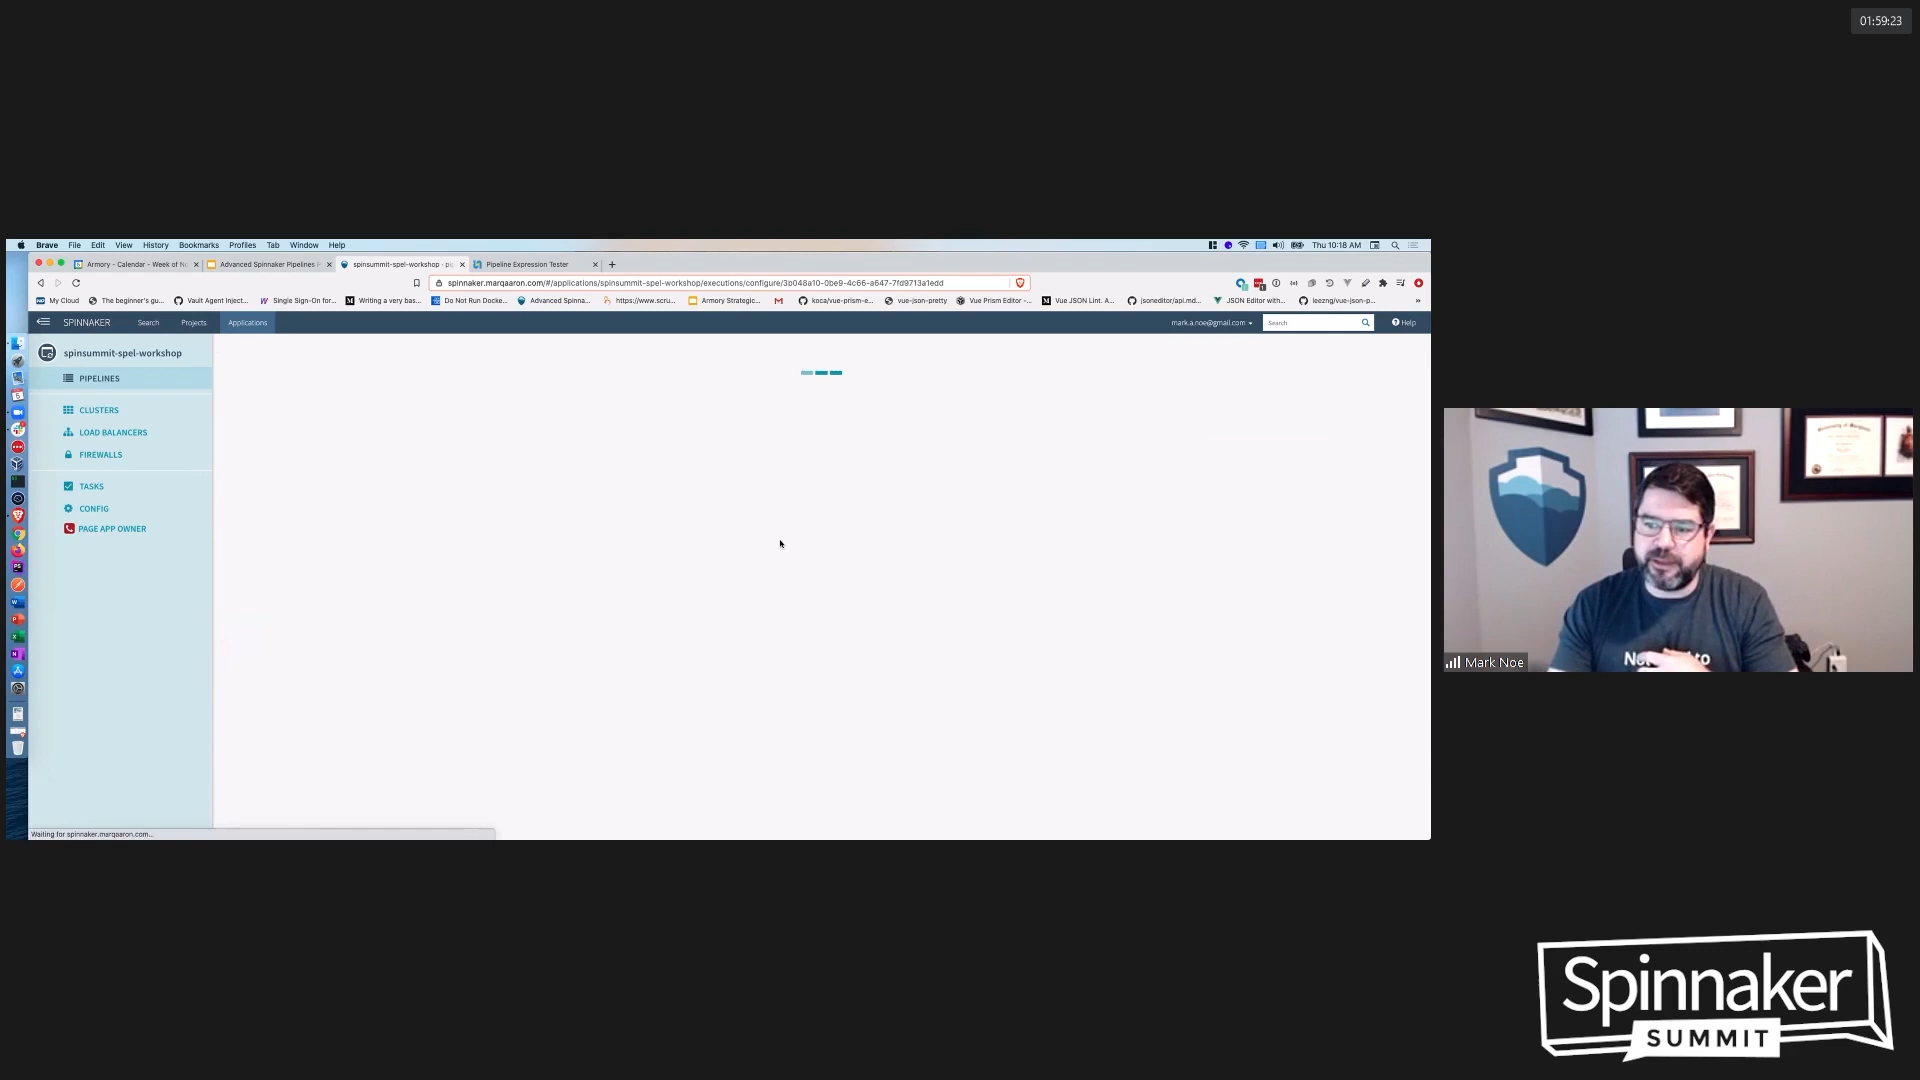 01:59:23
Brave File Edit View History Bookmarks Profiles Tab Window Help Thu 10:18 AM
Armory - Calendar - Week of No Advanced Spinnaker Pipelines P spinsummit-spel-workshop · pi Pipeline Expression Tester
spinnaker.marqaaron.com/#/applications/spinsummit-spel-workshop/executions/configure/3b048a10-0be9-4c66-a647-7fd9713a1edd
My Cloud The beginner's gu... Vault Agent Inject... Single Sign-On for... Writing a very bas... Do Not Run Docke... Advanced Spinna... https://www.scru... Armory Strategic... koca/vue-prism-e... vue-json-pretty Vue Prism Editor -... Vue JSON Lint. A... jsoneditor/api.md... JSON Editor with... leezng/vue-json-p... »
SPINNAKER Search Projects Applications mark.a.noe@gmail.com Search Help
spinsummit-spel-workshop
PIPELINES
CLUSTERS
LOAD BALANCERS
FIREWALLS
TASKS
CONFIG
PAGE APP OWNER
Waiting for spinnaker.marqaaron.com...
Mark Noe
Spinnaker
SUMMIT